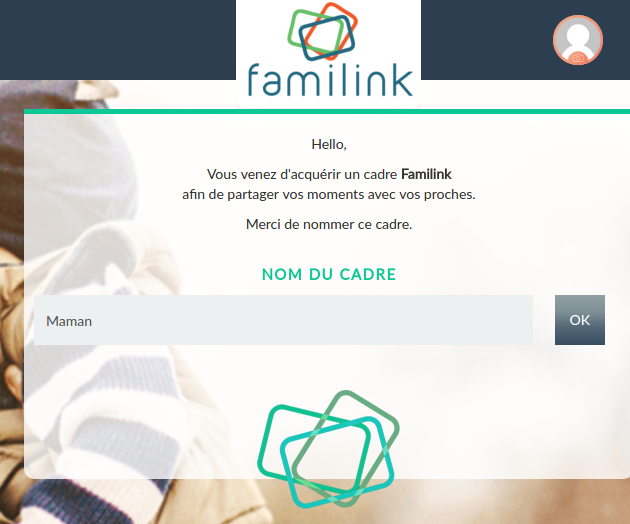 familink
Hello,
Vous venez d'acquérir un cadre Familink
afin de partager vos moments avec vos proches.
Merci de nommer ce cadre.
NOM DU CADRE
Maman
OK